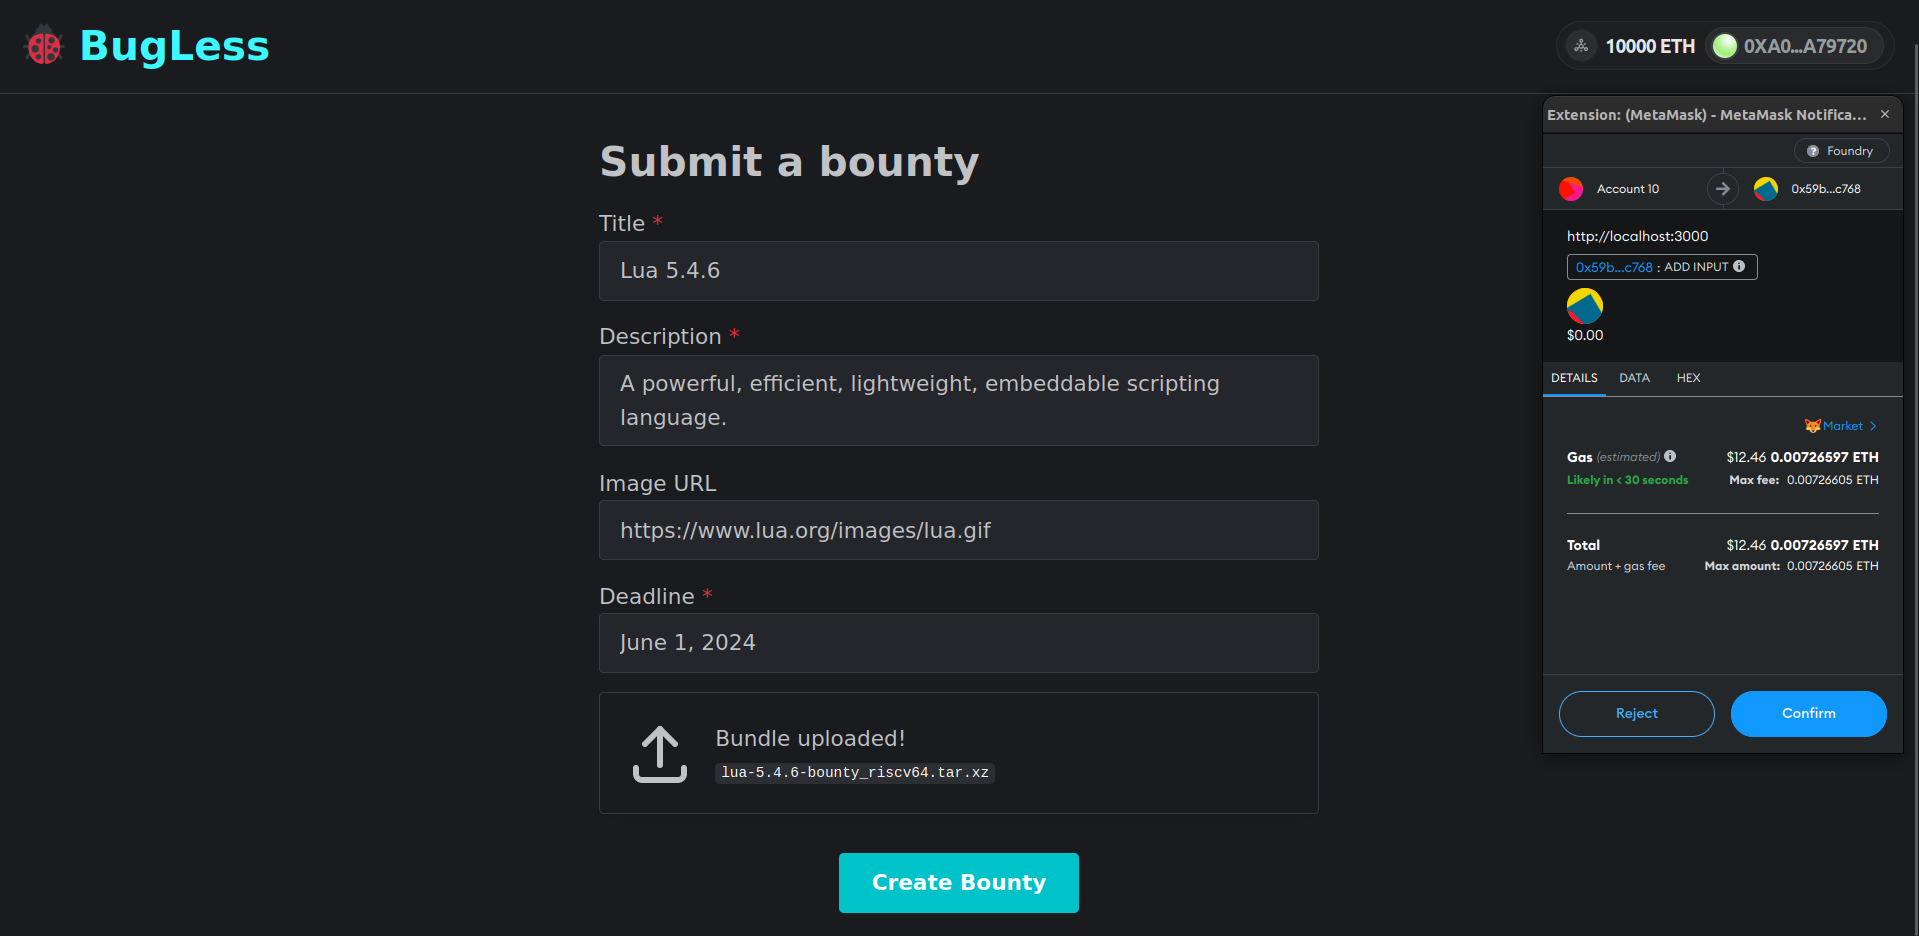 BugLess
10000 ETH
0XA0...A79720
Submit a bounty
Title *
Lua 5.4.6
Description *
A powerful, efficient, lightweight, embeddable scripting
language.
Image URL
https://www.lua.org/images/lua.gif
Deadline *
June 1, 2024
Bundle uploaded!
lua-5.4.6-bounty_riscv64.tar.xz
Create Bounty
Extension: (MetaMask) - MetaMask Notifica... ×
Foundry
Account 10
0x59b...c768
http://localhost:3000
0x59b...c768 : ADD INPUT
$0.00
DETAILS DATA HEX
Market >
Gas (estimated) $12.46 0.00726597 ETH
Likely in < 30 seconds Max fee: 0.00726605 ETH
Total $12.46 0.00726597 ETH
Amount + gas fee Max amount: 0.00726605 ETH
Reject Confirm